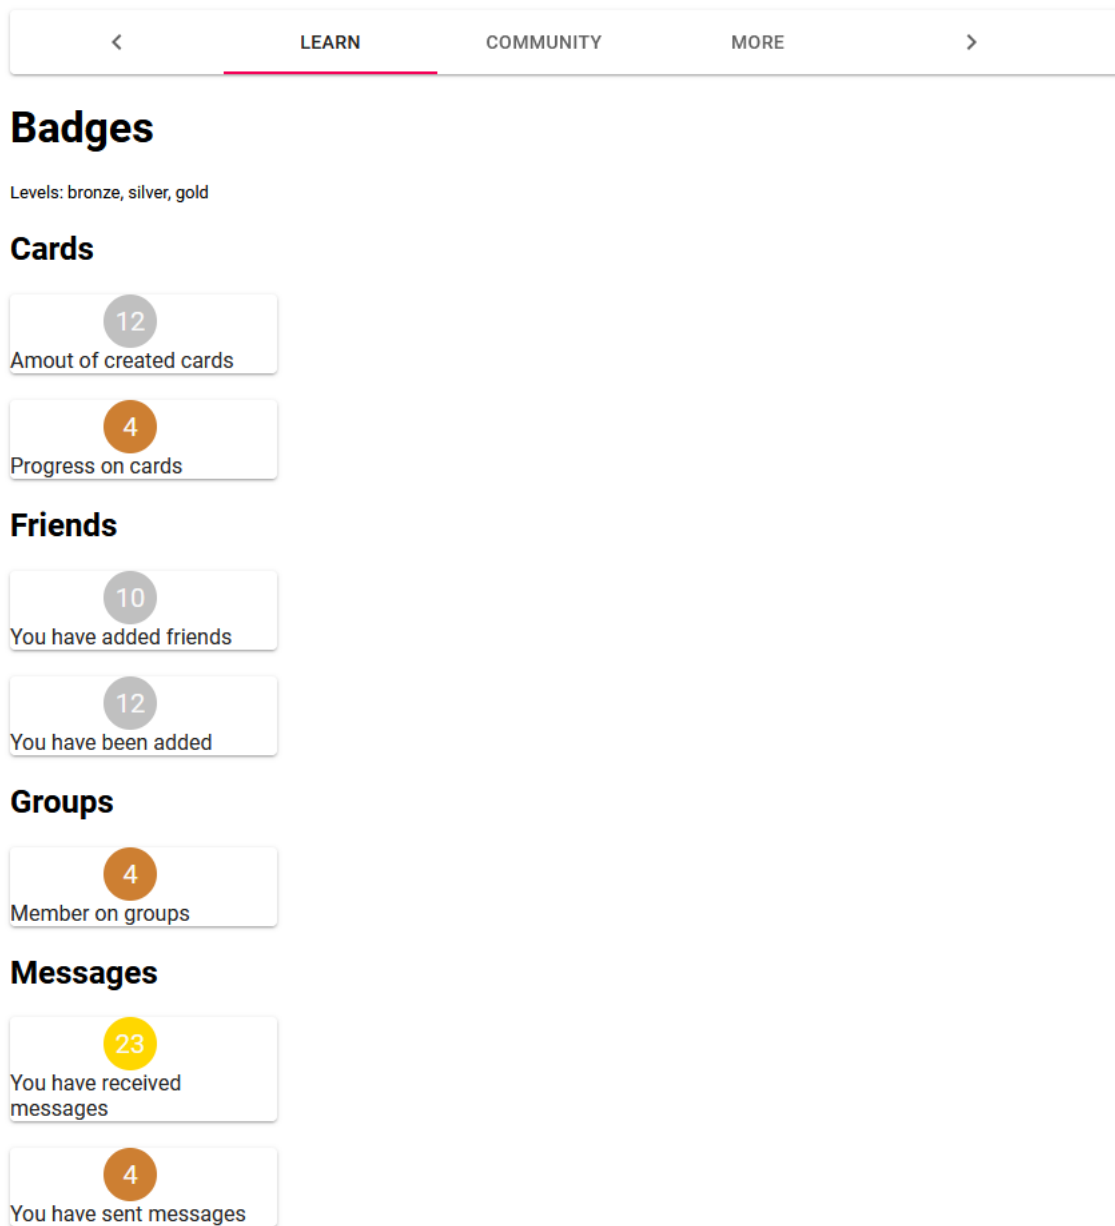 LEARN COMMUNITY MORE
Badges
Levels: bronze, silver, gold
Cards
12
Amout of created cards
4
Progress on cards
Friends
10
You have added friends
12
You have been added
Groups
4
Member on groups
Messages
23
You have received
messages
4
You have sent messages